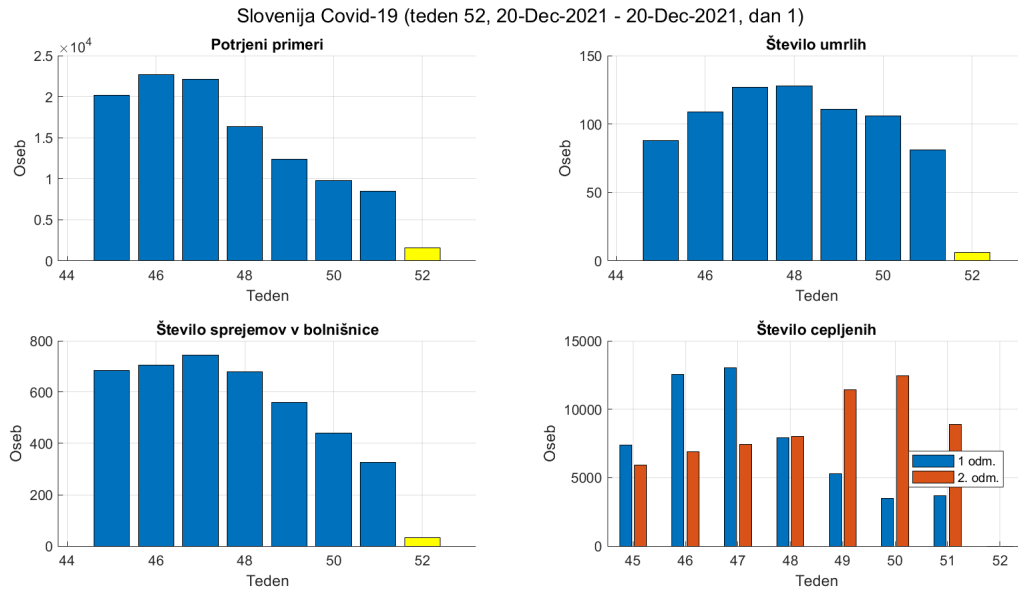 Slovenija Covid-19 (teden 52, 20-Dec-2021 - 20-Dec-2021, dan 1)
Potrjeni primeri
×10⁴
2.5
2
1.5
1
0.5
0
Oseb
44 46 48 50 52
Teden
Število umrlih
150
100
50
0
Oseb
44 46 48 50 52
Teden
Število sprejemov v bolnišnice
800
600
400
200
0
Oseb
44 46 48 50 52
Teden
Število cepljenih
15000
10000
5000
0
Oseb
1 odm.
2. odm.
45 46 47 48 49 50 51 52
Teden